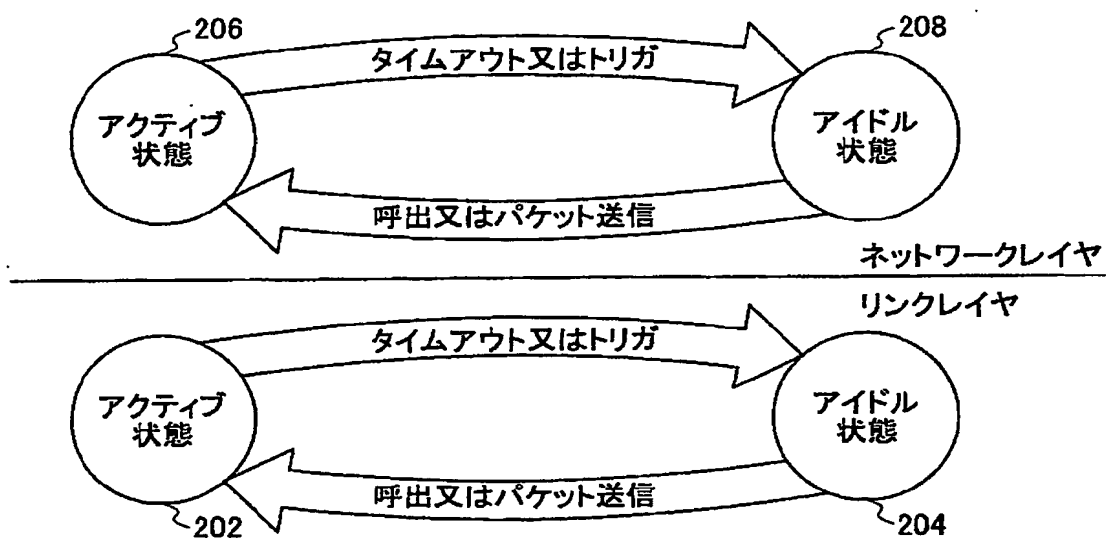 206
208
タイムアウト又はトリガ
アクティブ
状態
アイドル
状態
呼出又はパケット送信
ネットワークレイヤ
リンクレイヤ
タイムアウト又はトリガ
アクティブ
状態
アイドル
状態
呼出又はパケット送信
202
204